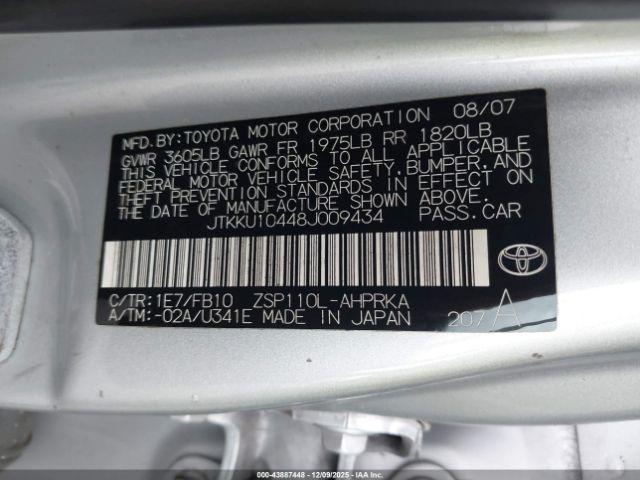 MFD.BY:TOYOTA MOTOR CORPORATION 08/07
GVWR 3605LB GAWR FR 1975LB RR 1820LB
THIS VEHICLE CONFORMS TO ALL APPLICABLE
FEDERAL MOTOR VEHICLE SAFETY,BUMPER,AND
THEFT PREVENTION STANDARDS IN EFFECT ON
THE DATE OF MANUFACTURE SHOWN ABOVE.
JTKKU10448J009434 PASS.CAR
C/TR:1E7/FB10 ZSP110L-AHPRKA
A/TM:-02A/U341E MADE IN JAPAN 207 A
TOYOTA
000-43887448 - 12/09/2025 - IAAI.COM